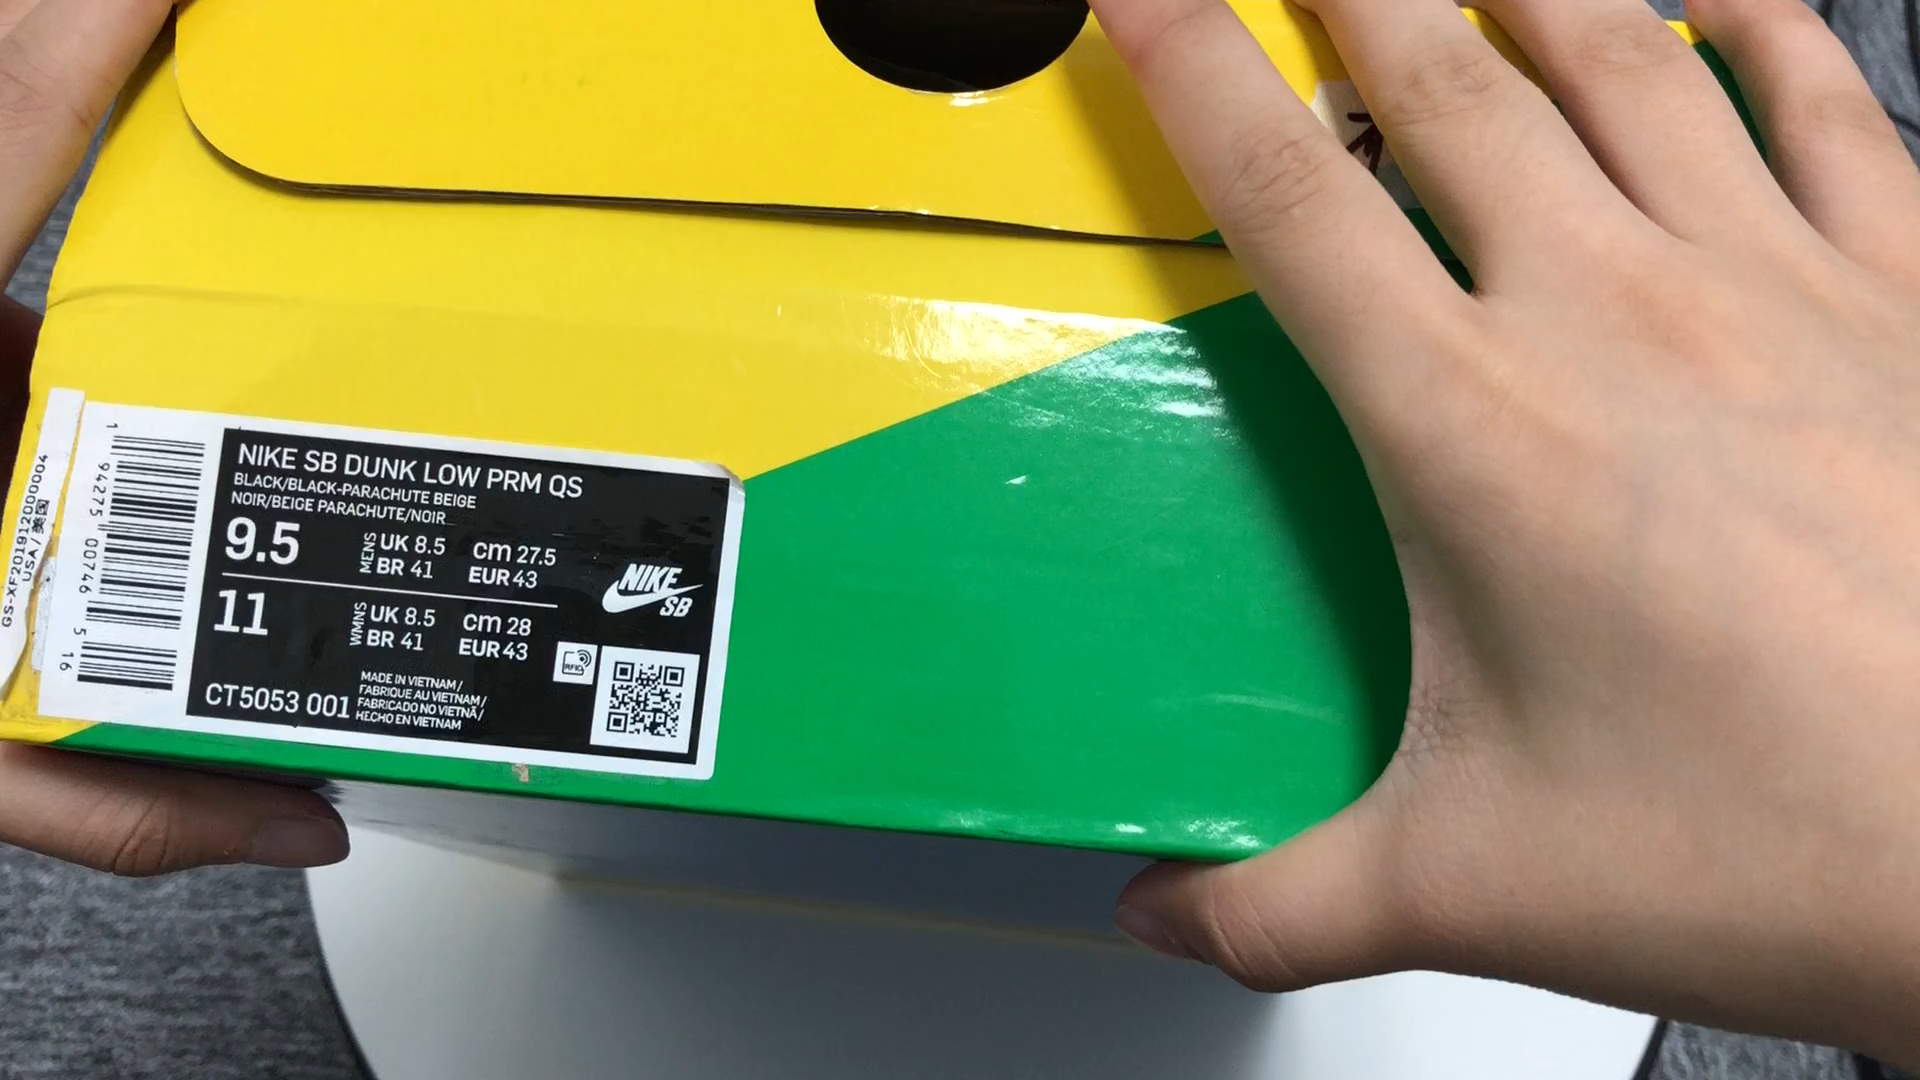 GS-XF2019120000004
USA / 美国
1 94275 00746 5 16
NIKE SB DUNK LOW PRM QS
BLACK/BLACK-PARACHUTE BEIGE
NOIR/BEIGE PARACHUTE/NOIR
9.5 MENS UK 8.5 cm 27.5
BR 41 EUR 43
11 WMNS UK 8.5 cm 28
BR 41 EUR 43
NIKE
SB
RFID
CT5053 001
MADE IN VIETNAM /
FABRIQUE AU VIETNAM /
FABRICADO NO VIETNÃ /
HECHO EN VIETNAM